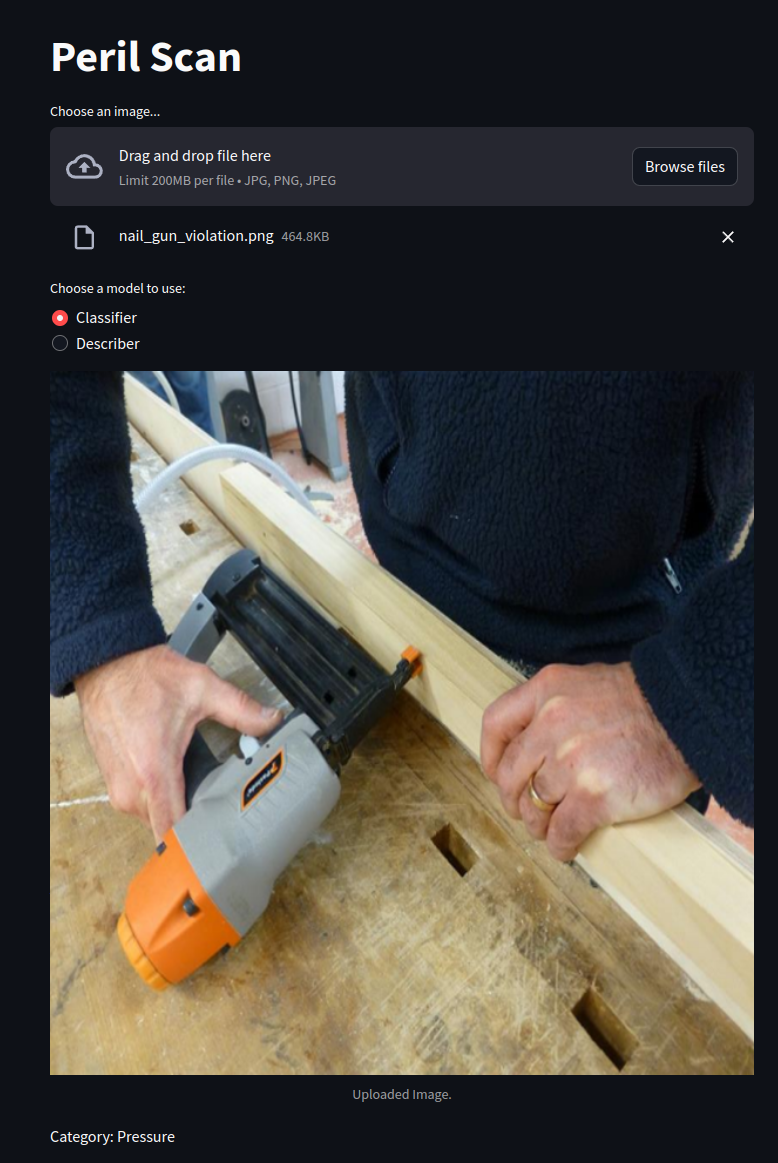 Peril Scan
Choose an image...
Drag and drop file here
Limit 200MB per file • JPG, PNG, JPEG
Browse files
nail_gun_violation.png 464.8KB
Choose a model to use:
Classifier
Describer
Uploaded Image.
Category: Pressure